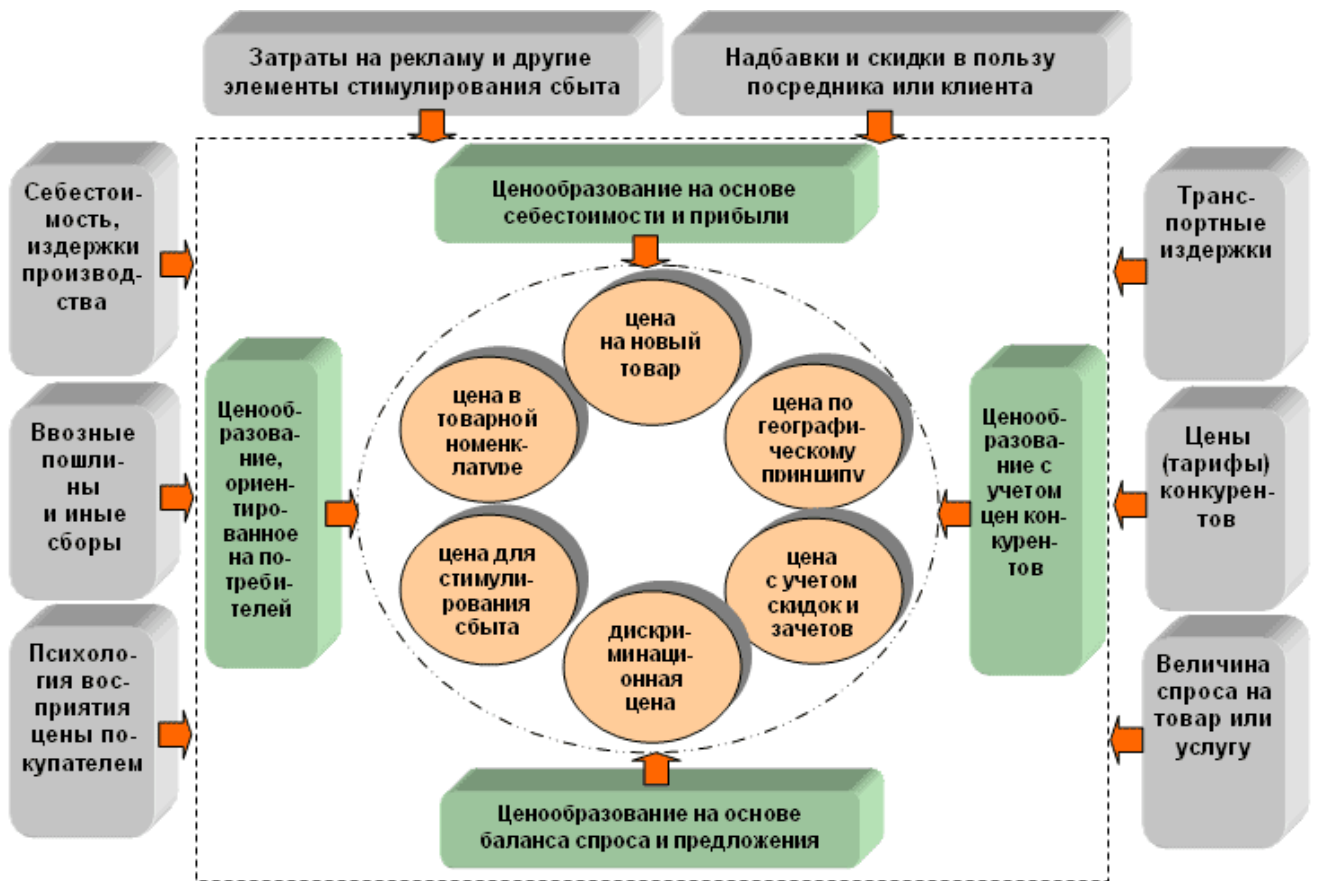 Затраты на рекламу и другие
элементы стимулирования сбыта
Надбавки и скидки в пользу
посредника или клиента
Себестои-
мость,
издержки
производ-
ства
Ценообразование на основе
себестоимости и прибыли
Транс-
портные
издержки
цена
на новый
товар
цена в
товарной
номенк-
латуре
цена по
географи-
ческому
принципу
Ввозные
пошли-
ны
и иные
сборы
Ценооб-
разова-
ние,
ориен-
тиро-
ванное
на по-
треби-
телей
Ценооб-
разова-
ние с
учетом
цен кон-
курен-
тов
Цены
(тарифы)
конкурен-
тов
цена для
стимули-
рования
сбыта
цена
с учетом
скидок и
зачетов
дискри-
минаци-
онная
цена
Психоло-
гия вос-
приятия
цены по-
купателем
Величина
спроса на
товар или
услугу
Ценообразование на основе
баланса спроса и предложения